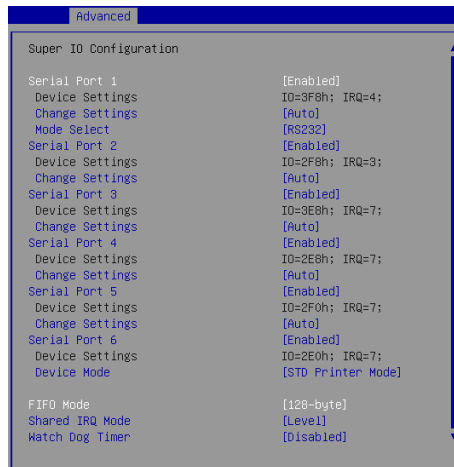 Advanced
Super IO Configuration
Serial Port 1 [Enabled]
Device Settings IO=3F8h; IRQ=4;
Change Settings [Auto]
Mode Select [RS232]
Serial Port 2 [Enabled]
Device Settings IO=2F8h; IRQ=3;
Change Settings [Auto]
Serial Port 3 [Enabled]
Device Settings IO=3E8h; IRQ=7;
Change Settings [Auto]
Serial Port 4 [Enabled]
Device Settings IO=2E8h; IRQ=7;
Change Settings [Auto]
Serial Port 5 [Enabled]
Device Settings IO=2F0h; IRQ=7;
Change Settings [Auto]
Serial Port 6 [Enabled]
Device Settings IO=2E0h; IRQ=7;
Device Mode [STD Printer Mode]
FIFO Mode [128-byte]
Shared IRQ Mode [Level]
Watch Dog Timer [Disabled]